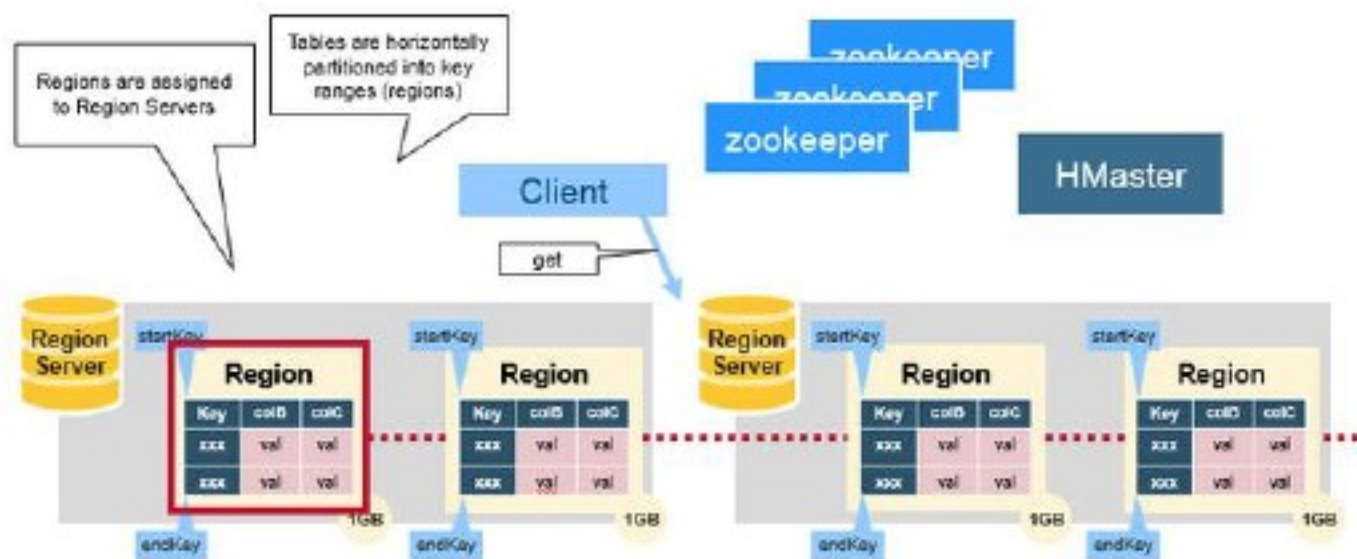 Regions are assigned
to Region Servers
Tables are horizontally
partitioned into key
ranges (regions)
zookeeper
zookeeper
zookeeper
HMaster
Client
get
Region
Server
startKey
Region
Key colB colC
xxx val val
xxx val val
1GB
endKey
startKey
Region
Key colB colC
xxx val val
xxx val val
1GB
endKey
Region
Server
startKey
Region
Key colB colC
xxx val val
xxx val val
1GB
endKey
startKey
Region
Key colB colC
xxx val val
xxx val val
1GB
endKey